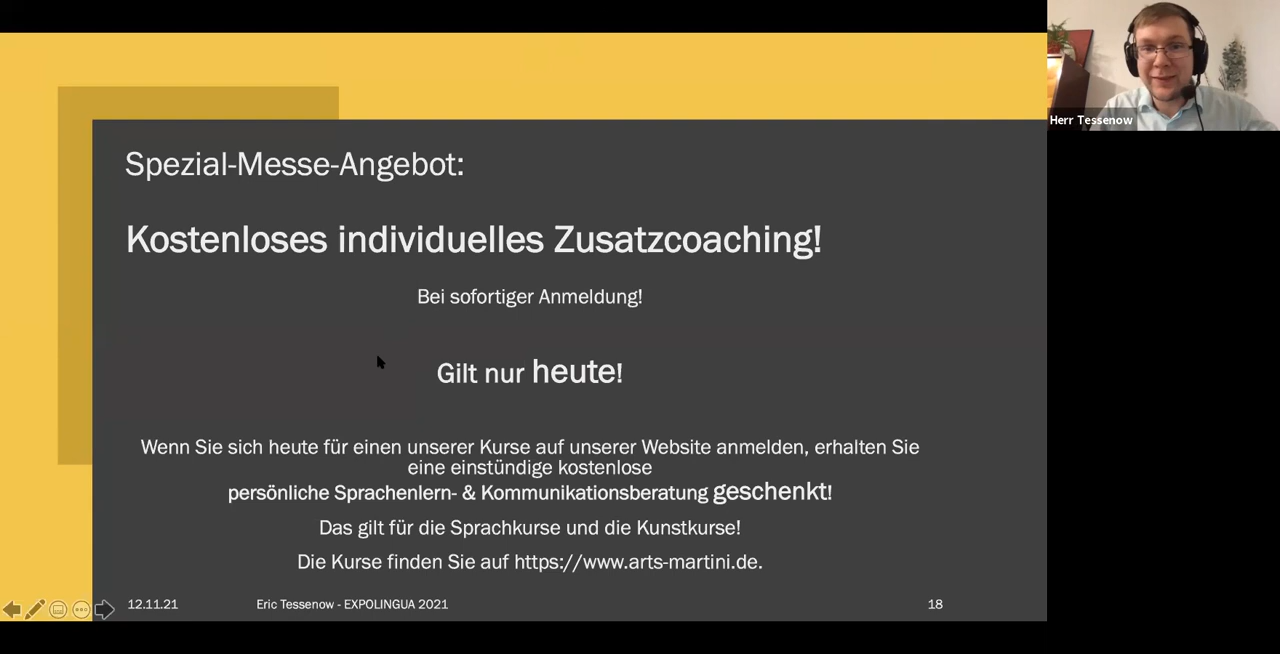 Herr Tessenow
Spezial-Messe-Angebot:
Kostenloses individuelles Zusatzcoaching!
Bei sofortiger Anmeldung!
Gilt nur heute!
Wenn Sie sich heute für einen unserer Kurse auf unserer Website anmelden, erhalten Sie
eine einstündige kostenlose
persönliche Sprachenlern- & Kommunikationsberatung geschenkt!
Das gilt für die Sprachkurse und die Kunstkurse!
Die Kurse finden Sie auf https://www.arts-martini.de.
12.11.21 Eric Tessenow - EXPOLINGUA 2021 18